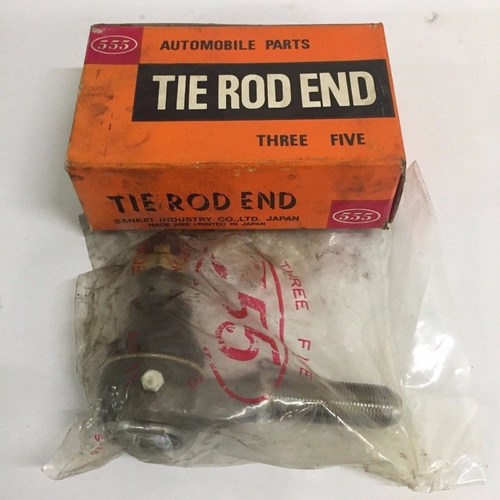 555
AUTOMOBILE PARTS
TIE ROD END
THREE FIVE
TIE ROD END
SANKEI INDUSTRY CO., LTD. JAPAN
MADE AND PRINTED IN JAPAN
555
THREE FIVE
55